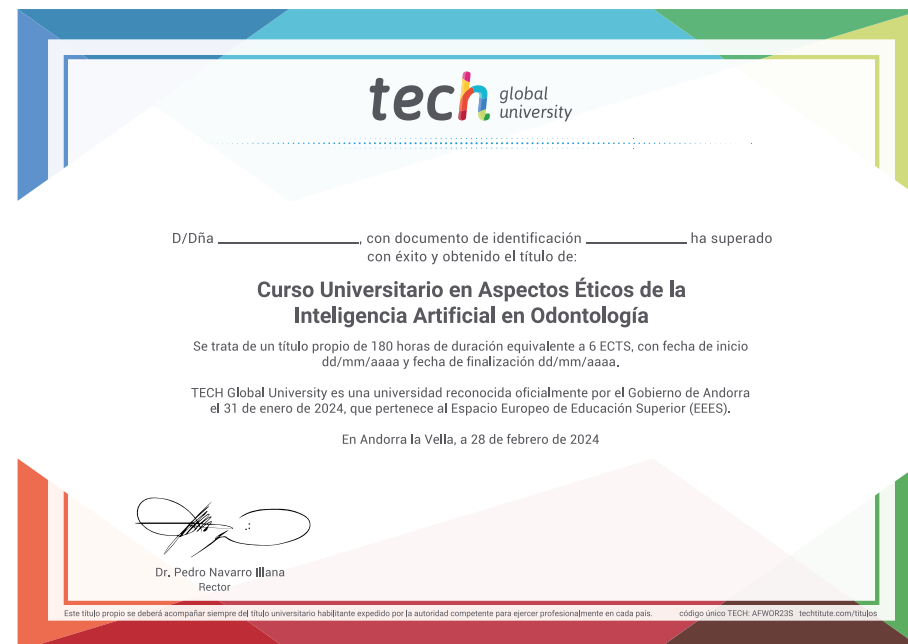 tech global university
D/Dña ____________________, con documento de identificación ______________ ha superado
con éxito y obtenido el título de:
Curso Universitario en Aspectos Éticos de la
Inteligencia Artificial en Odontología
Se trata de un título propio de 180 horas de duración equivalente a 6 ECTS, con fecha de inicio
dd/mm/aaaa y fecha de finalización dd/mm/aaaa.
TECH Global University es una universidad reconocida oficialmente por el Gobierno de Andorra
el 31 de enero de 2024, que pertenece al Espacio Europeo de Educación Superior (EEES).
En Andorra la Vella, a 28 de febrero de 2024
Dr. Pedro Navarro Illana
Rector
Este título propio se deberá acompañar siempre del título universitario habilitante expedido por la autoridad competente para ejercer profesionalmente en cada país. código único TECH: AFWOR23S techtitute.com/títulos